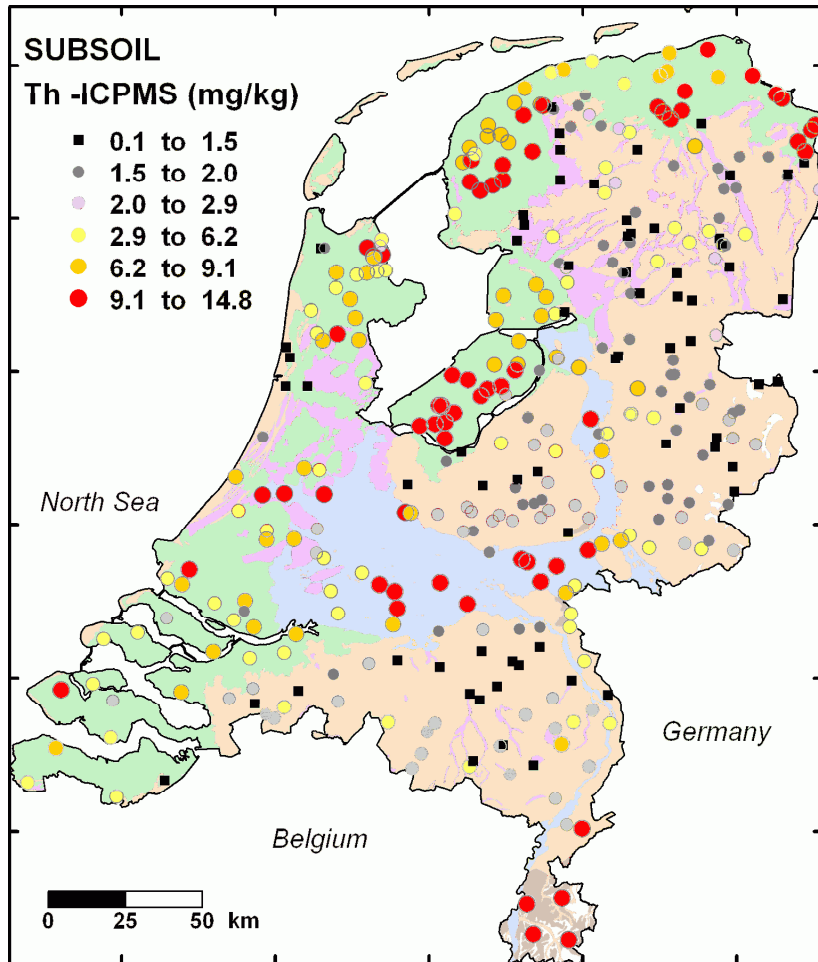 SUBSOIL
Th -ICPMS (mg/kg)
0.1 to 1.5
1.5 to 2.0
2.0 to 2.9
2.9 to 6.2
6.2 to 9.1
9.1 to 14.8
North Sea
Germany
Belgium
0 25 50 km